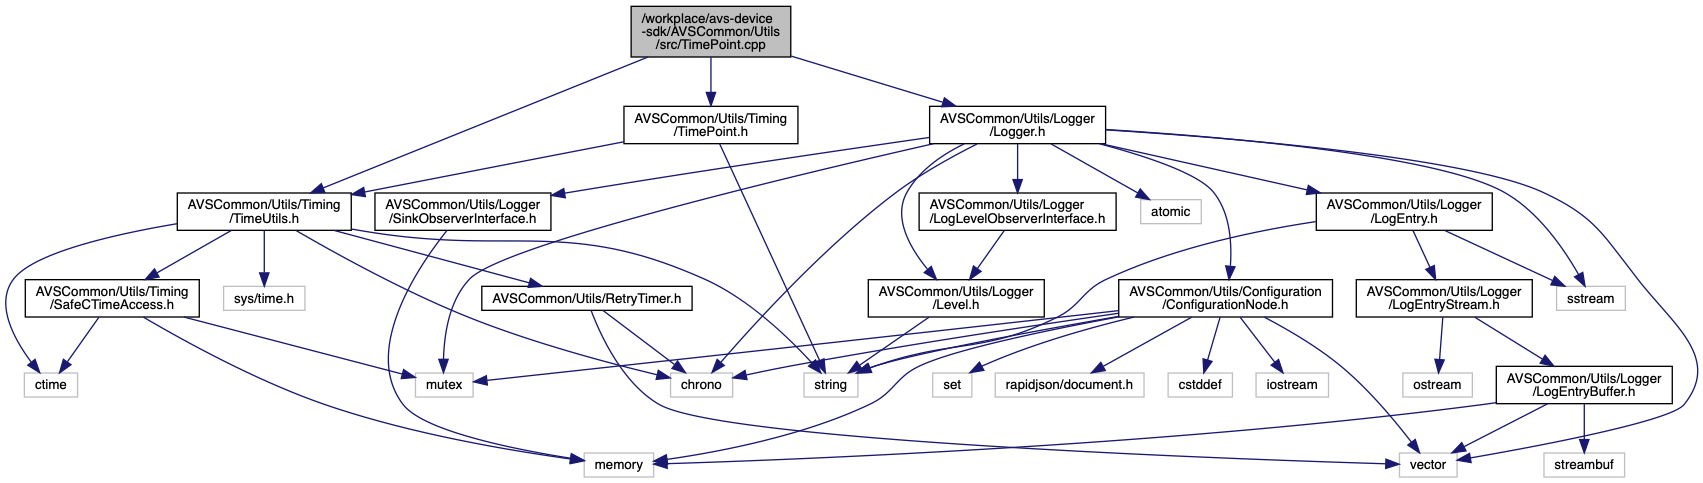 /workplace/avs-device
-sdk/AVSCommon/Utils
/src/TimePoint.cpp
AVSCommon/Utils/Timing
/TimePoint.h
AVSCommon/Utils/Logger
/Logger.h
AVSCommon/Utils/Timing
/TimeUtils.h
AVSCommon/Utils/Logger
/SinkObserverInterface.h
AVSCommon/Utils/Logger
/LogLevelObserverInterface.h
atomic
AVSCommon/Utils/Logger
/LogEntry.h
AVSCommon/Utils/Timing
/SafeCTimeAccess.h
sys/time.h
AVSCommon/Utils/RetryTimer.h
AVSCommon/Utils/Logger
/Level.h
AVSCommon/Utils/Configuration
/ConfigurationNode.h
AVSCommon/Utils/Logger
/LogEntryStream.h
sstream
ctime
mutex
chrono
string
set
rapidjson/document.h
cstddef
iostream
ostream
AVSCommon/Utils/Logger
/LogEntryBuffer.h
memory
vector
streambuf